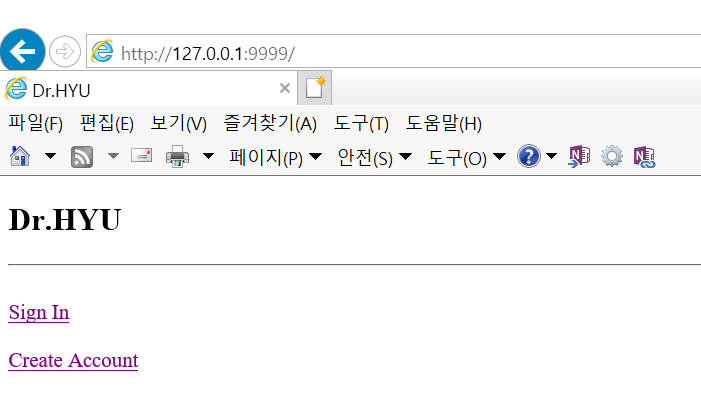 http://127.0.0.1:9999/
Dr.HYU
파일(F) 편집(E) 보기(V) 즐겨찾기(A) 도구(T) 도움말(H)
페이지(P) 안전(S) 도구(O)
Dr.HYU
Sign In
Create Account